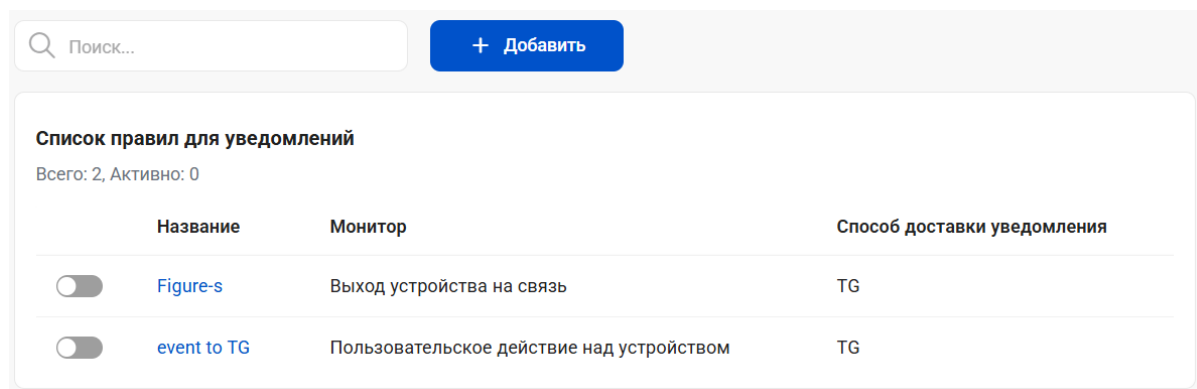 Поиск...
+ Добавить
Список правил для уведомлений
Всего: 2, Активно: 0
Название Монитор Способ доставки уведомления
Figure-s Выход устройства на связь TG
event to TG Пользовательское действие над устройством TG